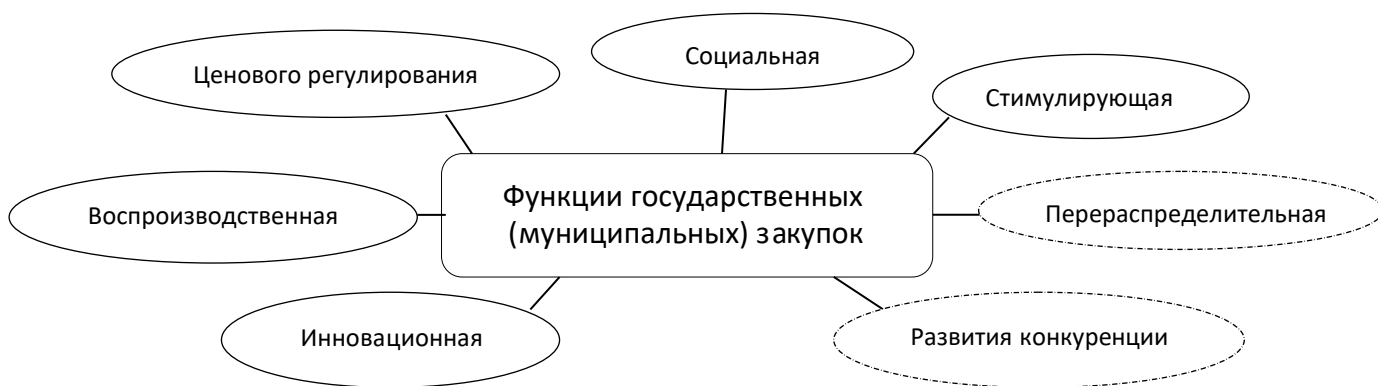 Социальная
Ценового регулирования
Стимулирующая
Функции государственных
(муниципальных) закупок
Воспроизводственная
Перераспределительная
Инновационная
Развития конкуренции